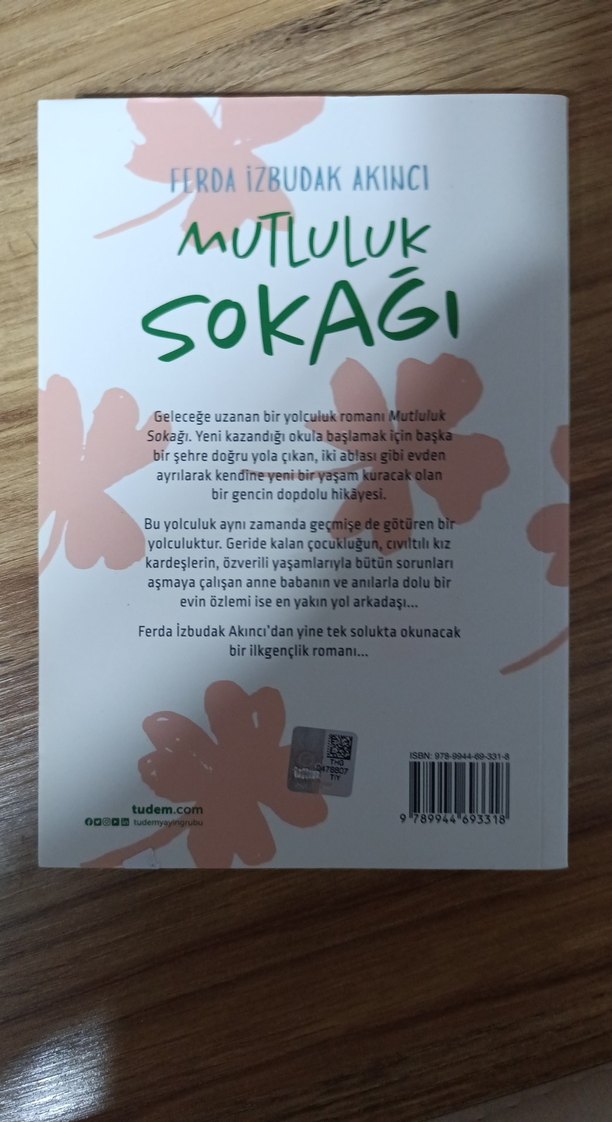 FERDA İZBUDAK AKINCI
MUTLULUK
SOKAĞI
Geleceğe uzanan bir yolculuk romanı Mutluluk
Sokağı. Yeni kazandığı okula başlamak için başka
bir şehre doğru yola çıkan, iki ablası gibi evden
ayrılarak kendine yeni bir yaşam kuracak olan
bir gencin dopdolu hikâyesi.
Bu yolculuk aynı zamanda geçmişe de götüren bir
yolculuktur. Geride kalan çocukluğun, cıvıltılı kız
kardeşlerin, özverili yaşamlarıyla bütün sorunları
aşmaya çalışan anne babanın ve anılarla dolu bir
evin özlemi ise en yakın yol arkadaşı...
Ferda İzbudak Akıncı'dan yine tek solukta okunacak
bir ilkgençlik romanı...
0478807
TIY
ISBN: 978-9944-69-331-8
9 789944 693318
tudem.com
tudemyayingrubu